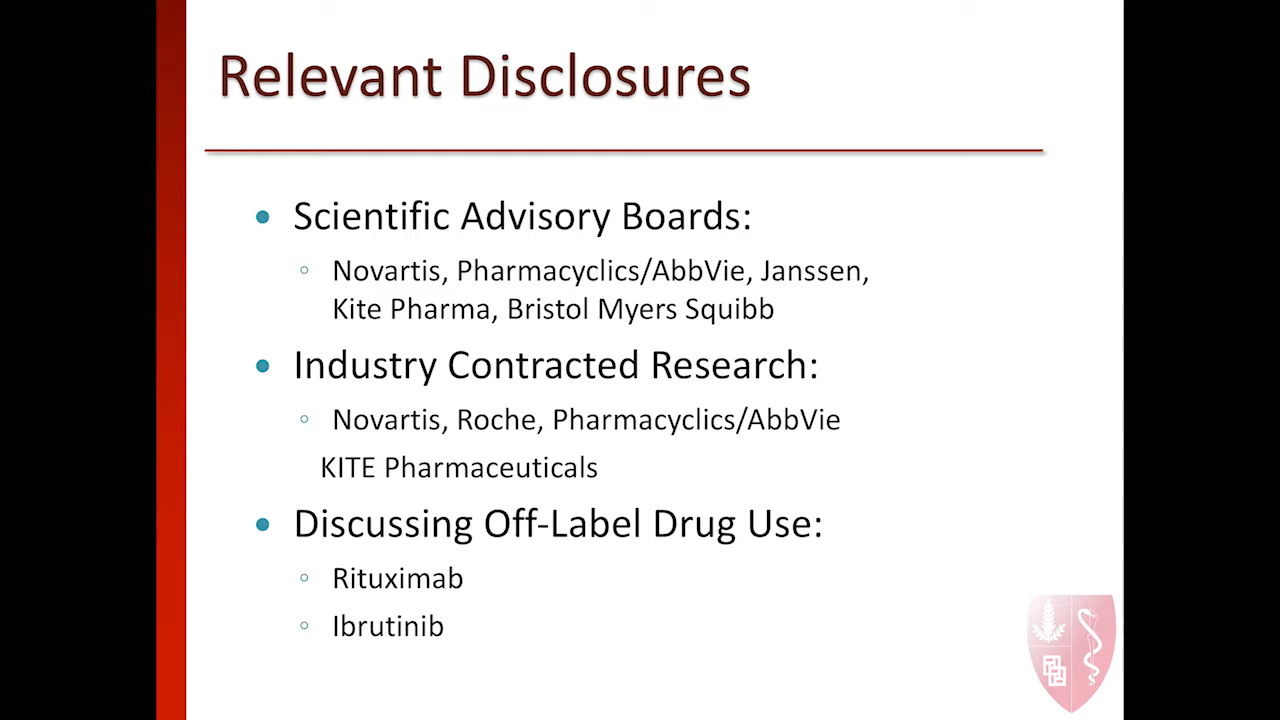 Relevant Disclosures
• Scientific Advisory Boards:
◦ Novartis, Pharmacyclics/AbbVie, Janssen,
Kite Pharma, Bristol Myers Squibb
• Industry Contracted Research:
◦ Novartis, Roche, Pharmacyclics/AbbVie
KITE Pharmaceuticals
• Discussing Off-Label Drug Use:
◦ Rituximab
◦ Ibrutinib